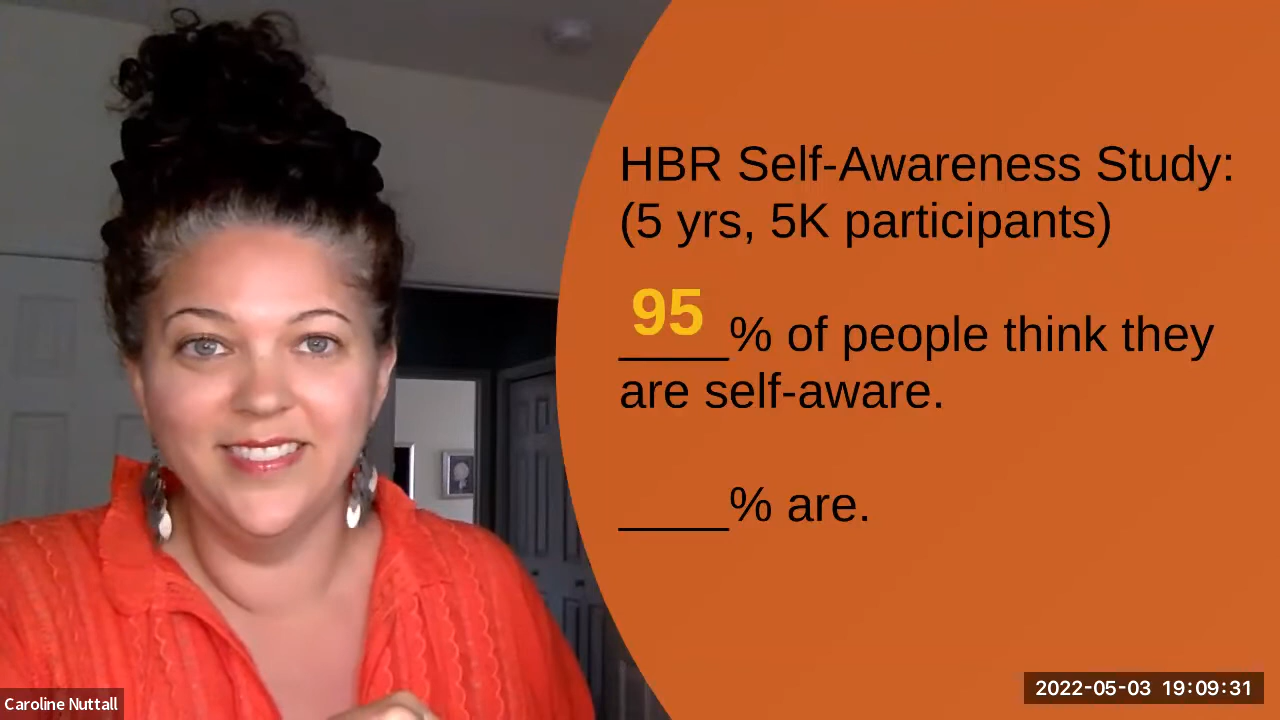 HBR Self-Awareness Study:
(5 yrs, 5K participants)
95
____% of people think they
are self-aware.
____% are.
Caroline Nuttall
2022-05-03 19:09:31